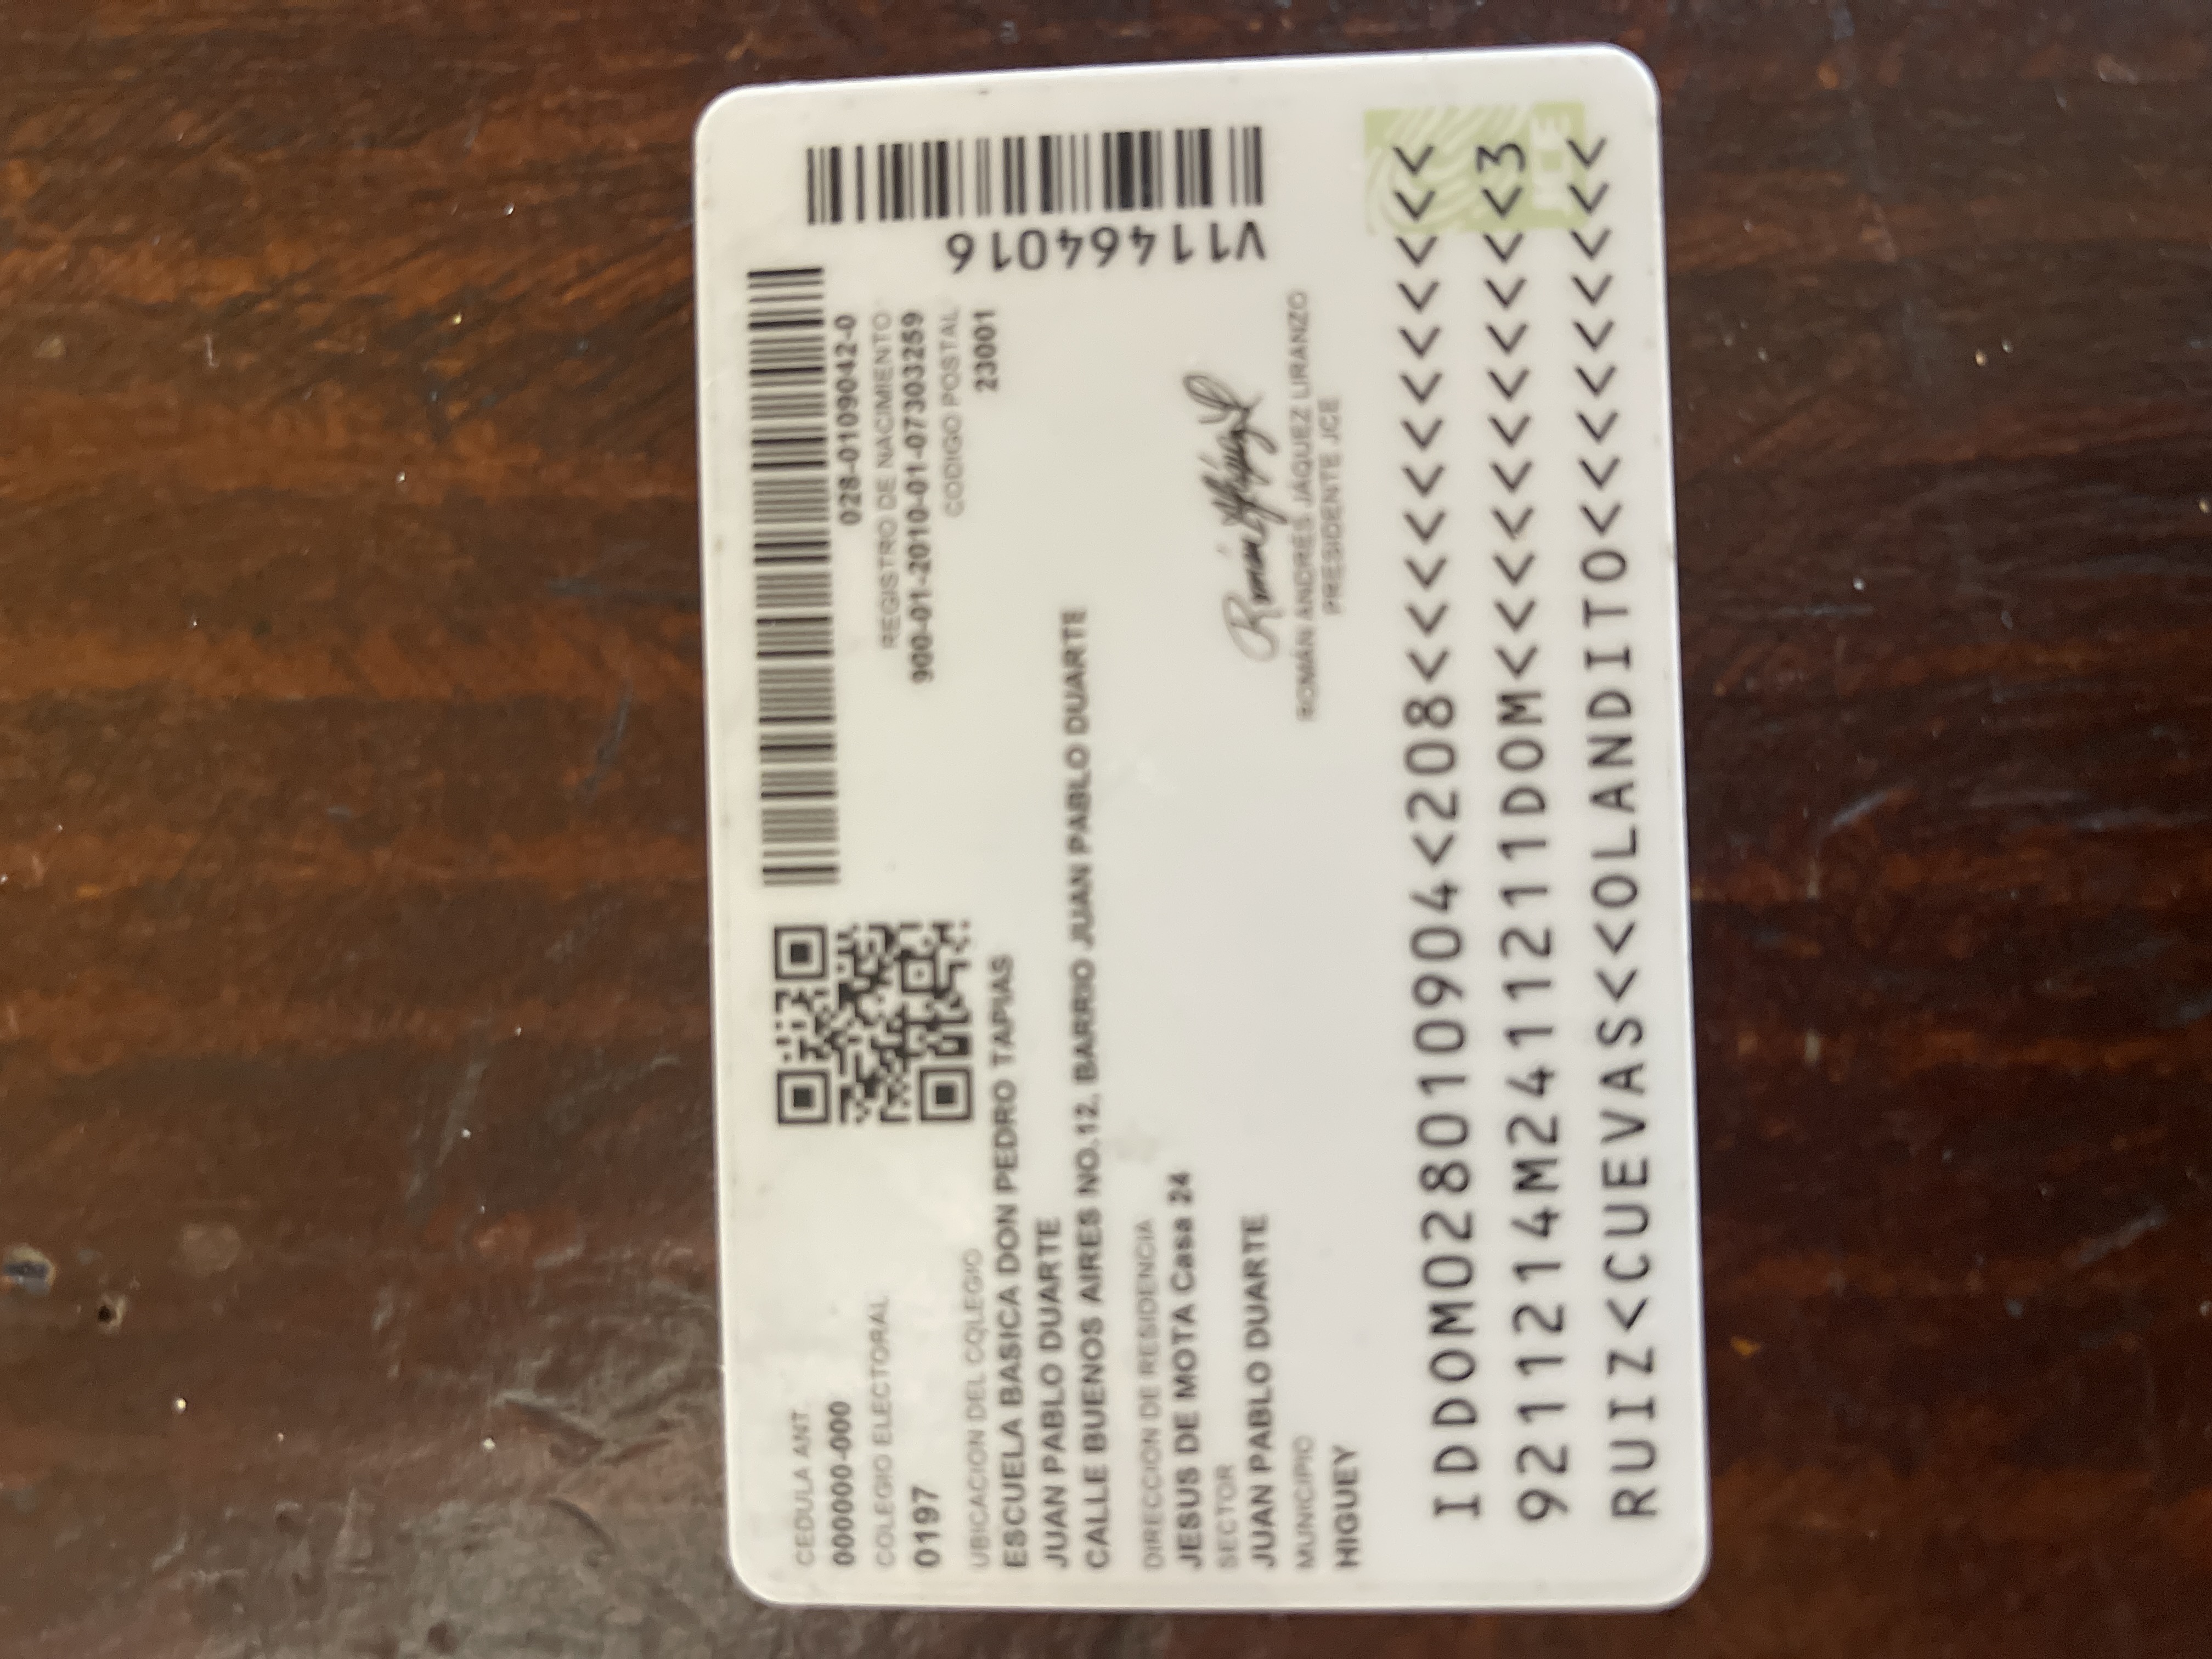 CEDULA ANT.
000000-000
COLEGIO ELECTORAL
0197
UBICACION DEL COLEGIO
ESCUELA BASICA DON PEDRO TAPIAS
JUAN PABLO DUARTE
CALLE BUENOS AIRES NO.12, BARRIO JUAN PABLO DUARTE
DIRECCION DE RESIDENCIA
JESUS DE MOTA Casa 24
SECTOR
JUAN PABLO DUARTE
MUNICIPIO
HIGUEY
028-0109042-0
REGISTRO DE NACIMIENTO
900-01-2010-01-07303259
CODIGO POSTAL
23001
V11464016
Román Jáquez L
ROMÁN ANDRÉS JÁQUEZ LIRANZO
PRESIDENTE JCE
JCE
IDDOM028010904<208<<<<<<<<<<<<
9211214M2411211DOM<<<<<<<<<<<3
RUIZ<CUEVAS<<OLANDITO<<<<<<<<<